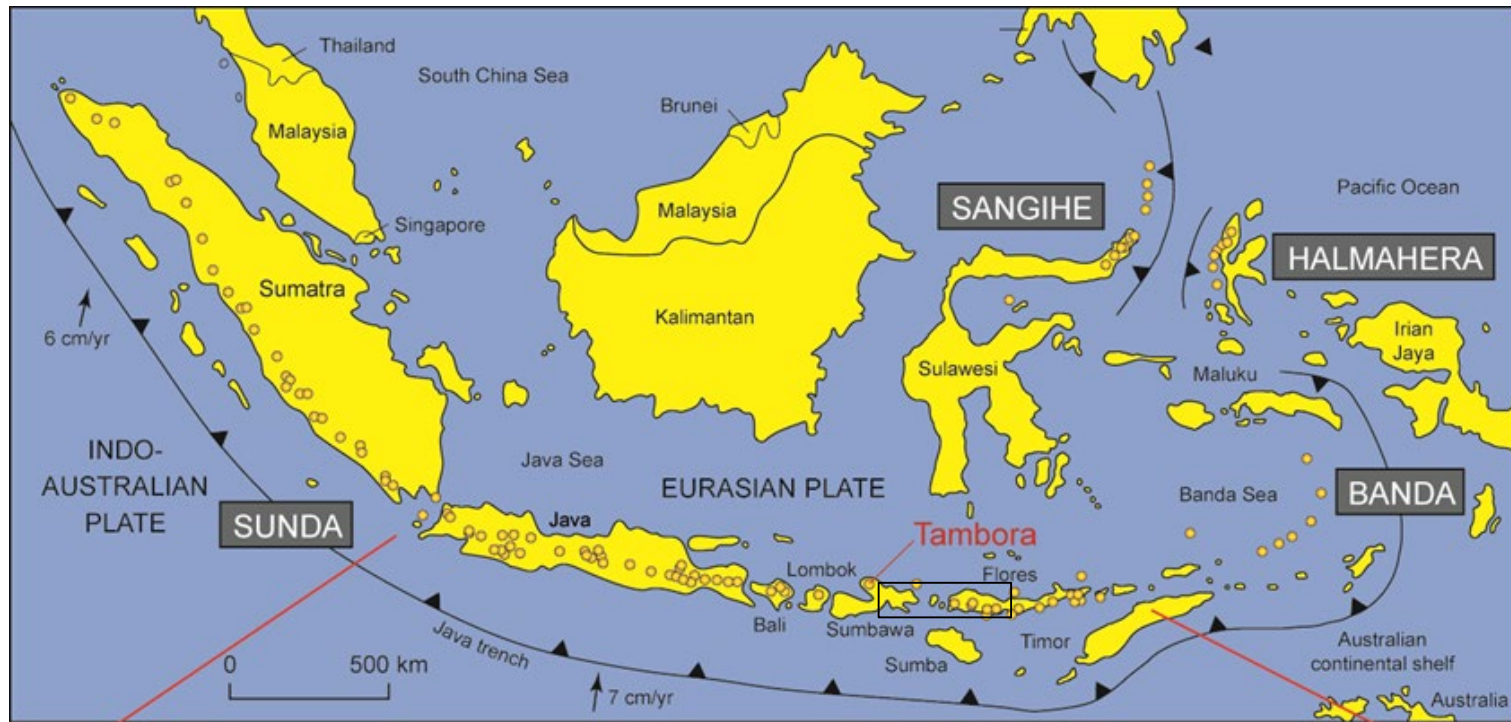 Thailand
South China Sea
Brunei
Malaysia
Malaysia
Singapore
SANGIHE
Pacific Ocean
HALMAHERA
Sumatra
Kalimantan
6 cm/yr
Irian
Jaya
Sulawesi
Maluku
INDO-
AUSTRALIAN
PLATE
Java Sea
EURASIAN PLATE
Banda Sea
BANDA
SUNDA
Java
Tambora
Lombok
Flores
Bali
Sumbawa
Timor
Java trench
Sumba
Australian
continental shelf
0 500 km
7 cm/yr
Australia